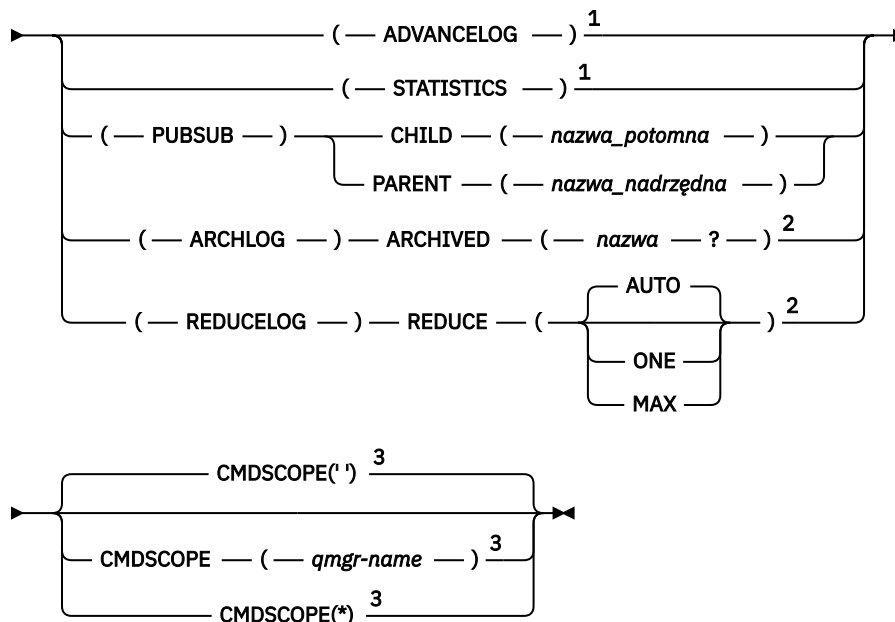 ( ADVANCELOG ) 1
( STATISTICS ) 1
( PUBSUB ) CHILD ( nazwa_potomna )
PARENT ( nazwa_nadrzędna )
( ARCHLOG ) ARCHIVED ( nazwa ? ) 2
AUTO
( REDUCELOG ) REDUCE ( ) 2
ONE
MAX
CMDSCOPE(' ') 3
CMDSCOPE ( qmgr-name ) 3
CMDSCOPE(*) 3